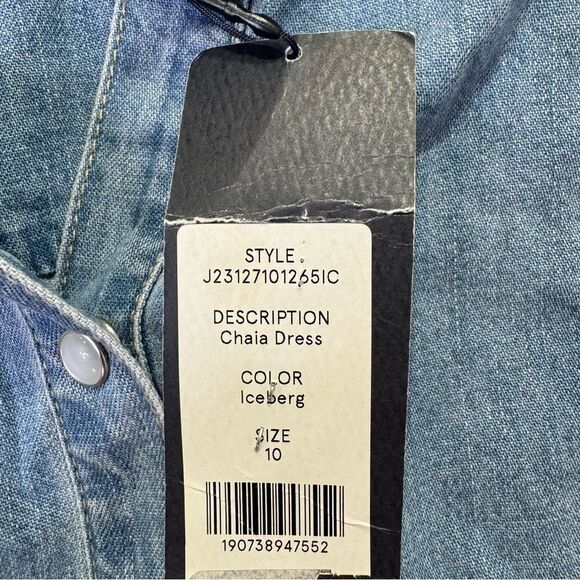 STYLE
J23127101265IC
DESCRIPTION
Chaia Dress
COLOR
Iceberg
SIZE
10
190738947552